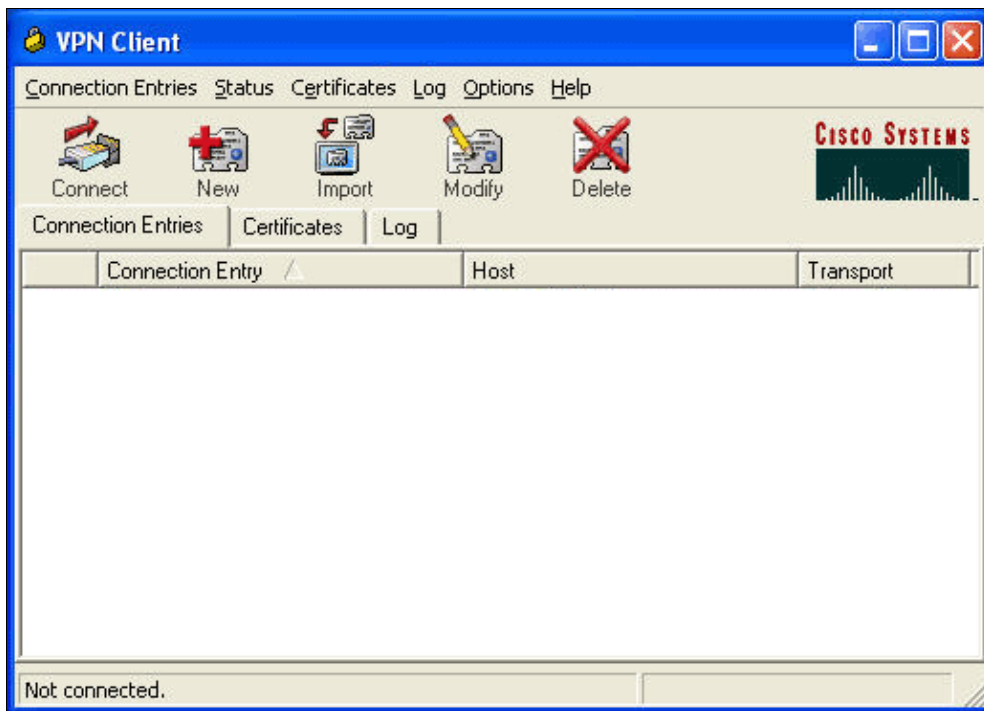 VPN Client
Connection Entries Status Certificates Log Options Help
CISCO SYSTEMS
Connect New Import Modify Delete
Connection Entries Certificates Log
Connection Entry Host Transport
Not connected.